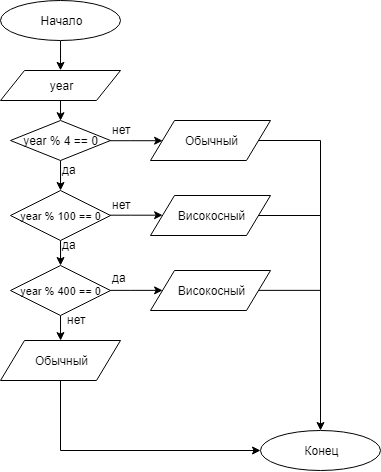 Начало
year
year % 4 == 0
нет
Обычный
да
year % 100 == 0
нет
Високосный
да
year % 400 == 0
да
Високосный
нет
Обычный
Конец